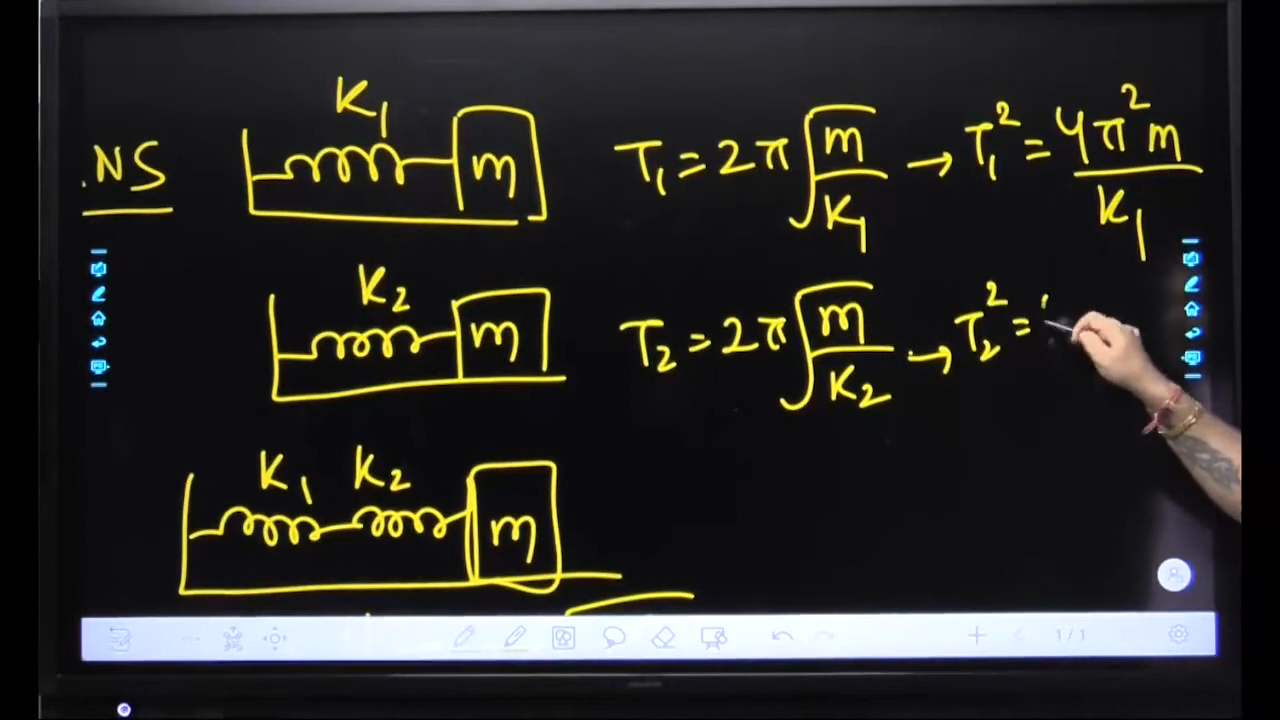 .NS
K₁
m
T₁ = 2π √(m/K₁) → T₁² = 4π²m/K₁
K₂
m
T₂ = 2π √(m/K₂) → T₂² =
K₁ K₂
m
1/1